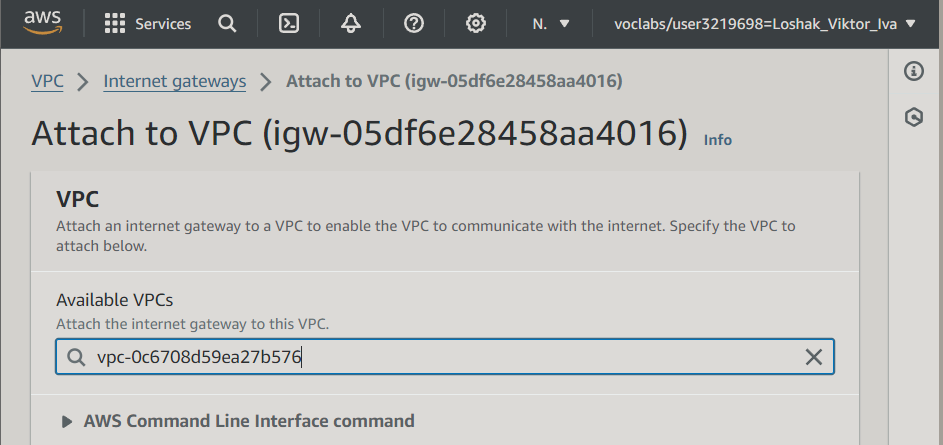 aws
Services
N.
voclabs/user3219698=Loshak_Viktor_Iva
VPC
Internet gateways
Attach to VPC (igw-05df6e28458aa4016)
Attach to VPC (igw-05df6e28458aa4016)
Info
VPC
Attach an internet gateway to a VPC to enable the VPC to communicate with the internet. Specify the VPC to
attach below.
Available VPCs
Attach the internet gateway to this VPC.
vpc-0c6708d59ea27b576
AWS Command Line Interface command